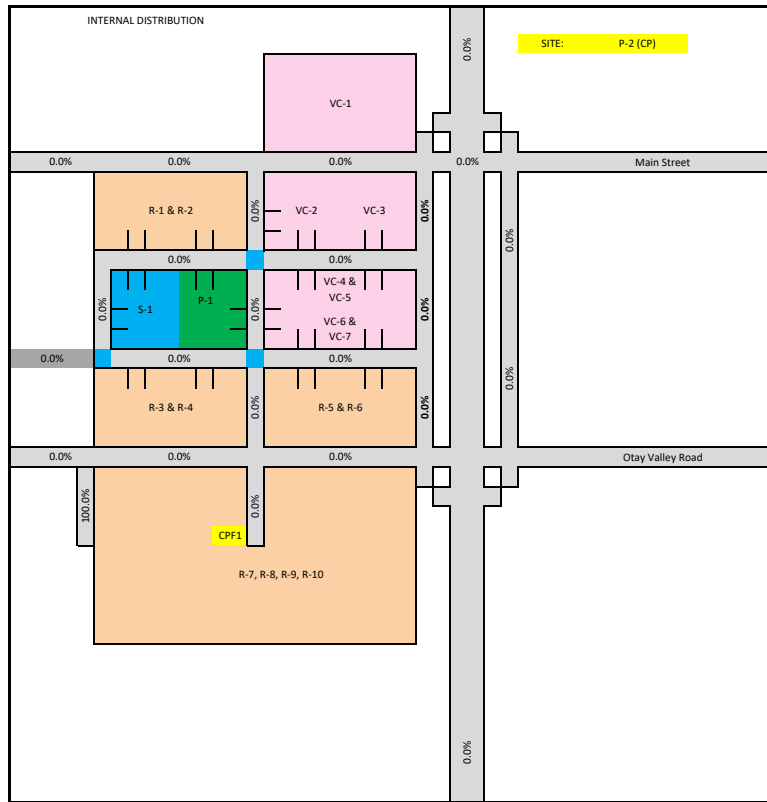 INTERNAL DISTRIBUTION
SITE: P-2 (CP)
0.0%
VC-1
0.0% 0.0% 0.0% 0.0% Main Street
R-1 & R-2
0.0%
VC-2 VC-3
0.0%
0.0%
0.0% 0.0%
0.0%
S-1
P-1
0.0%
VC-4 &
VC-5
VC-6 &
VC-7
0.0%
0.0% 0.0% 0.0%
0.0%
R-3 & R-4
0.0%
R-5 & R-6
0.0%
0.0% 0.0% 0.0% Otay Valley Road
100.0%
0.0%
CPF1
R-7, R-8, R-9, R-10
0.0%